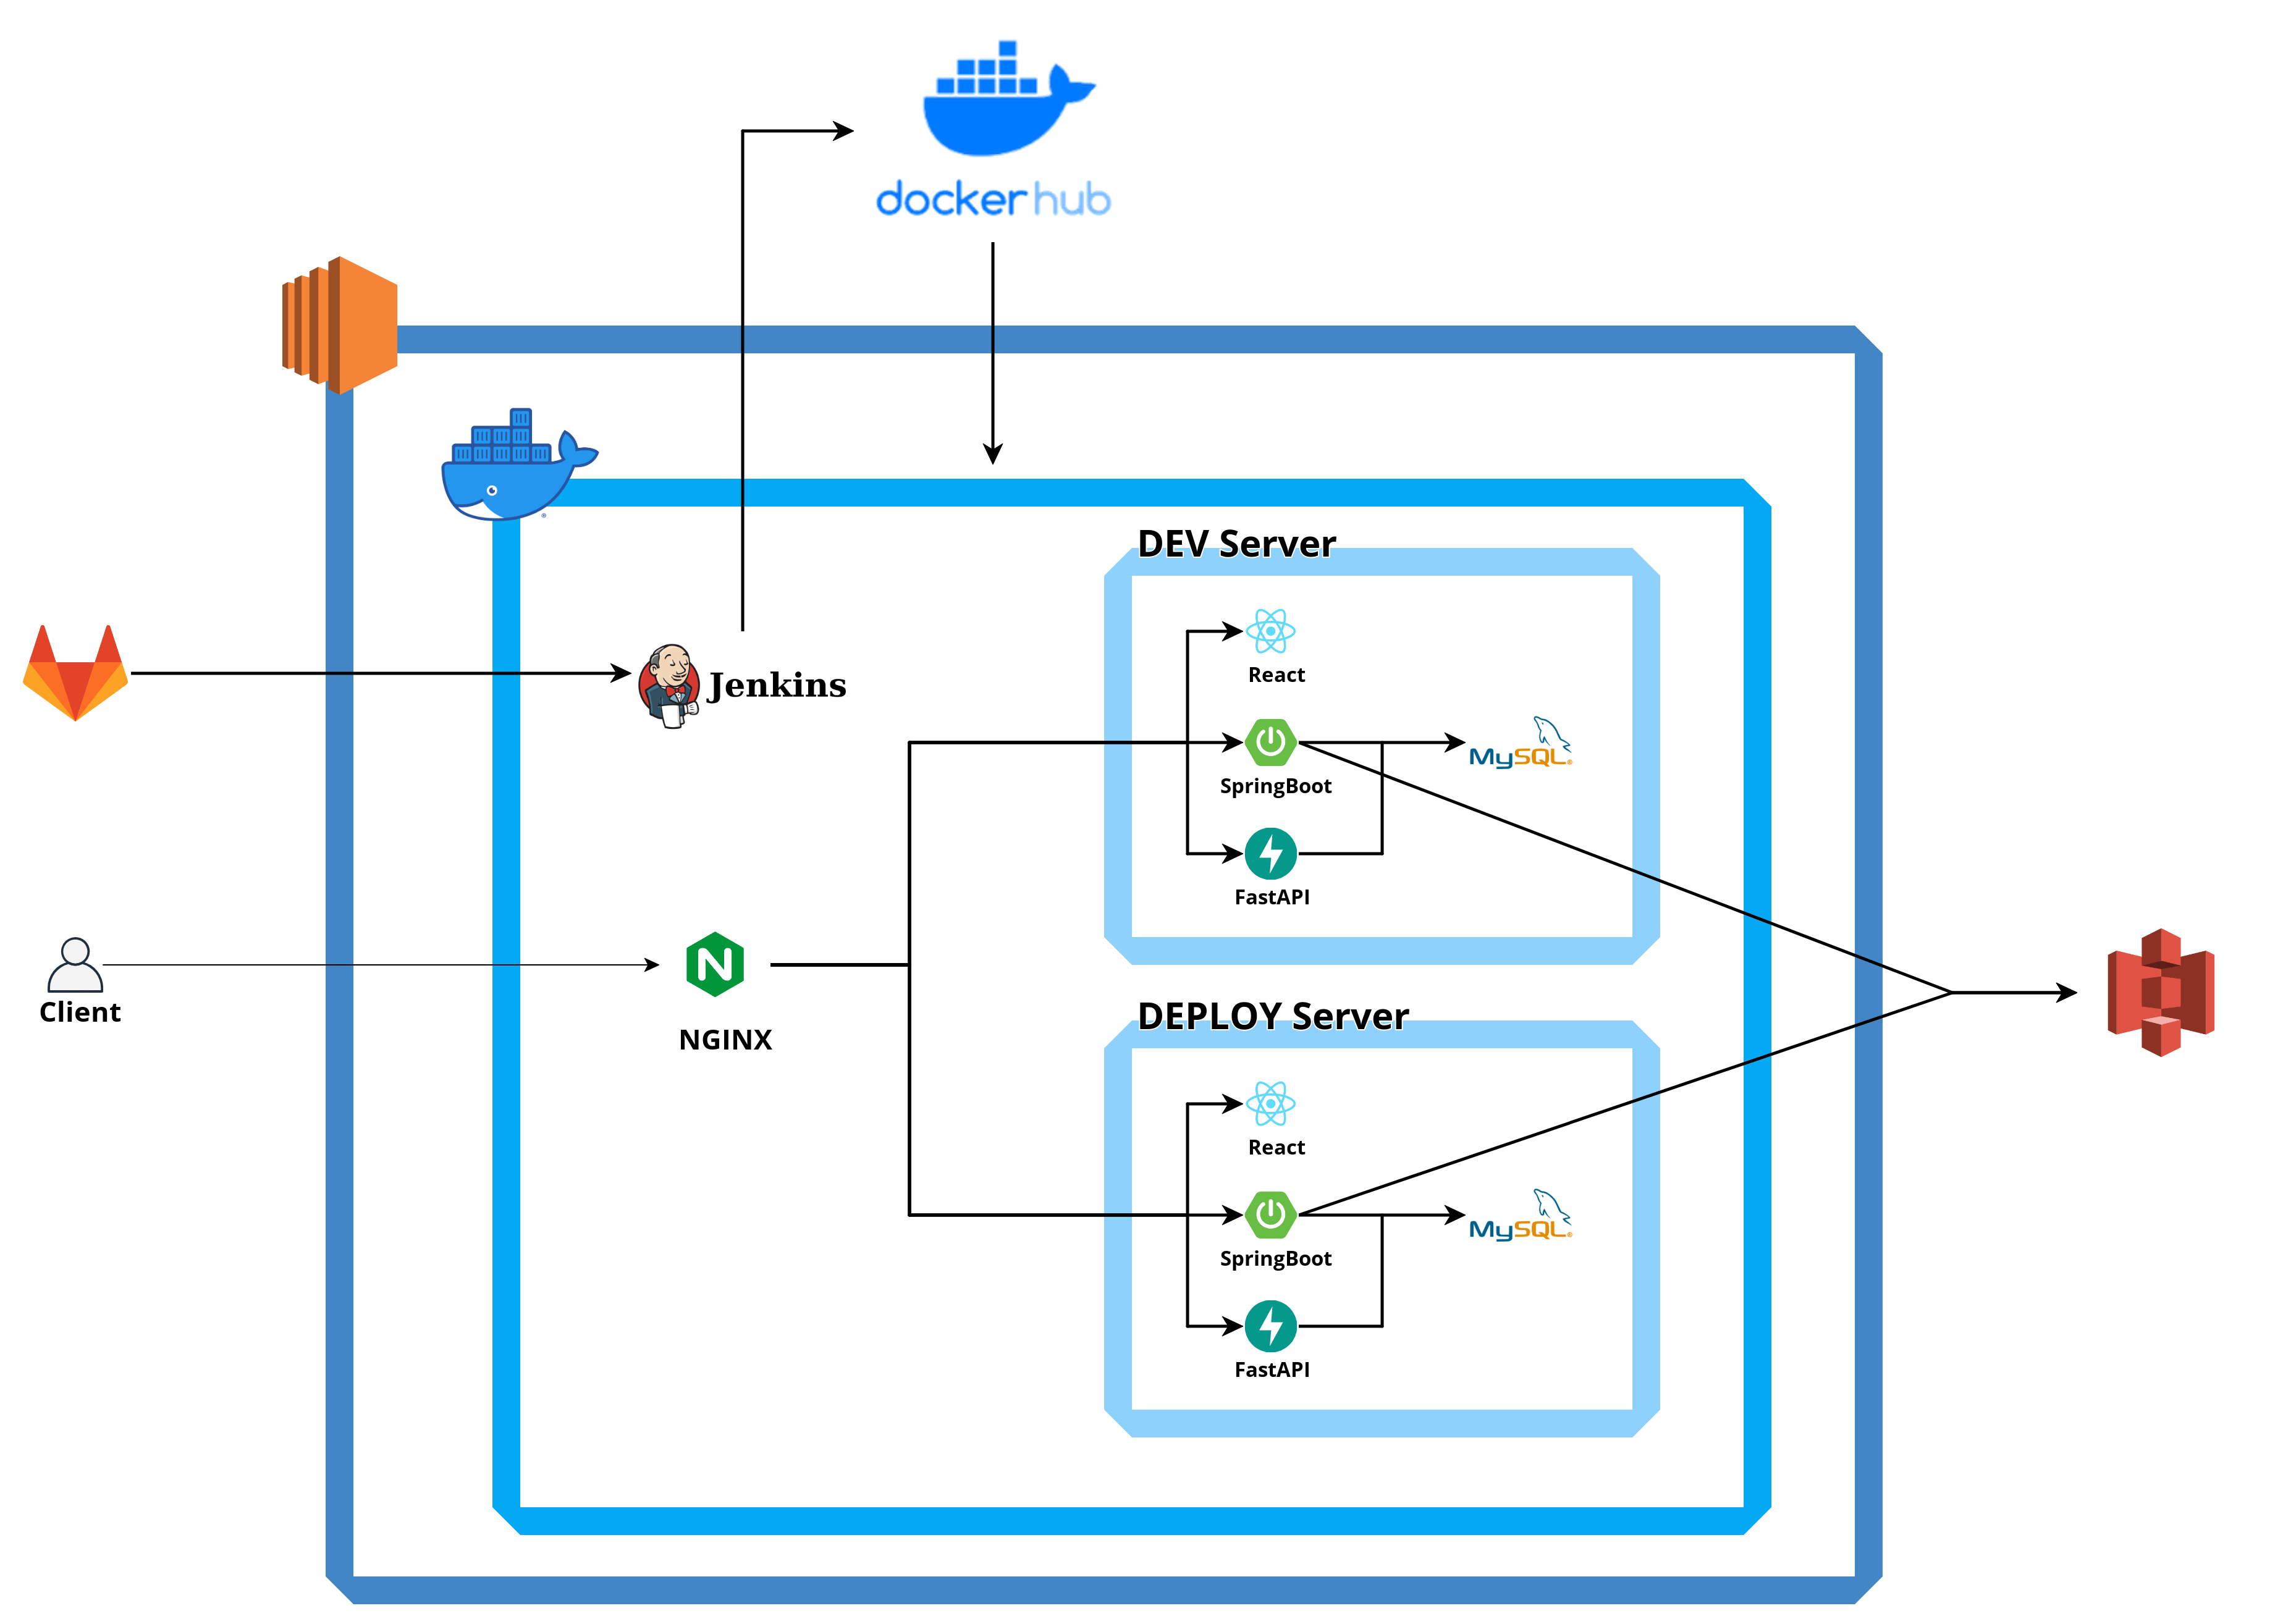 docker hub
DEV Server
React
Jenkins
SpringBoot
MySQL®
FastAPI
Client
NGINX
DEPLOY Server
React
SpringBoot
MySQL®
FastAPI